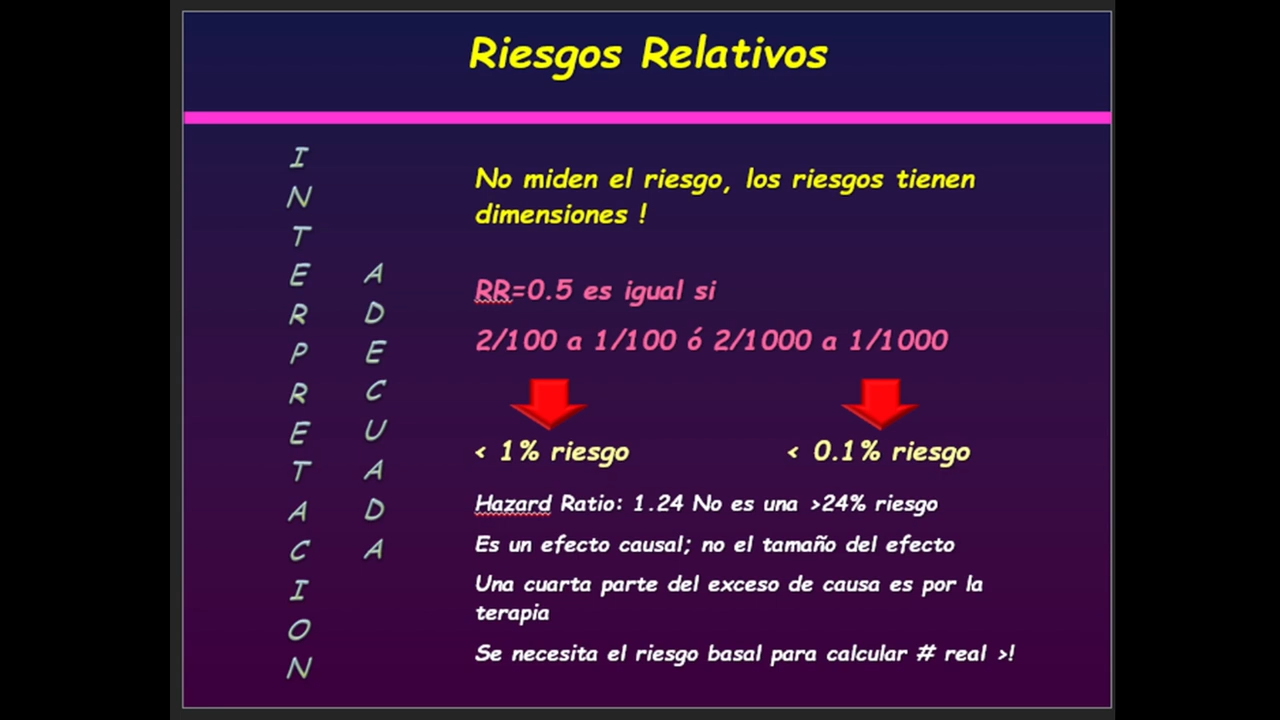 Riesgos Relativos
INTERPRETACION
ADECUADA
No miden el riesgo, los riesgos tienen
dimensiones !
RR=0.5 es igual si
2/100 a 1/100 ó 2/1000 a 1/1000
< 1% riesgo < 0.1% riesgo
Hazard Ratio: 1.24 No es una >24% riesgo
Es un efecto causal; no el tamaño del efecto
Una cuarta parte del exceso de causa es por la
terapia
Se necesita el riesgo basal para calcular # real >!